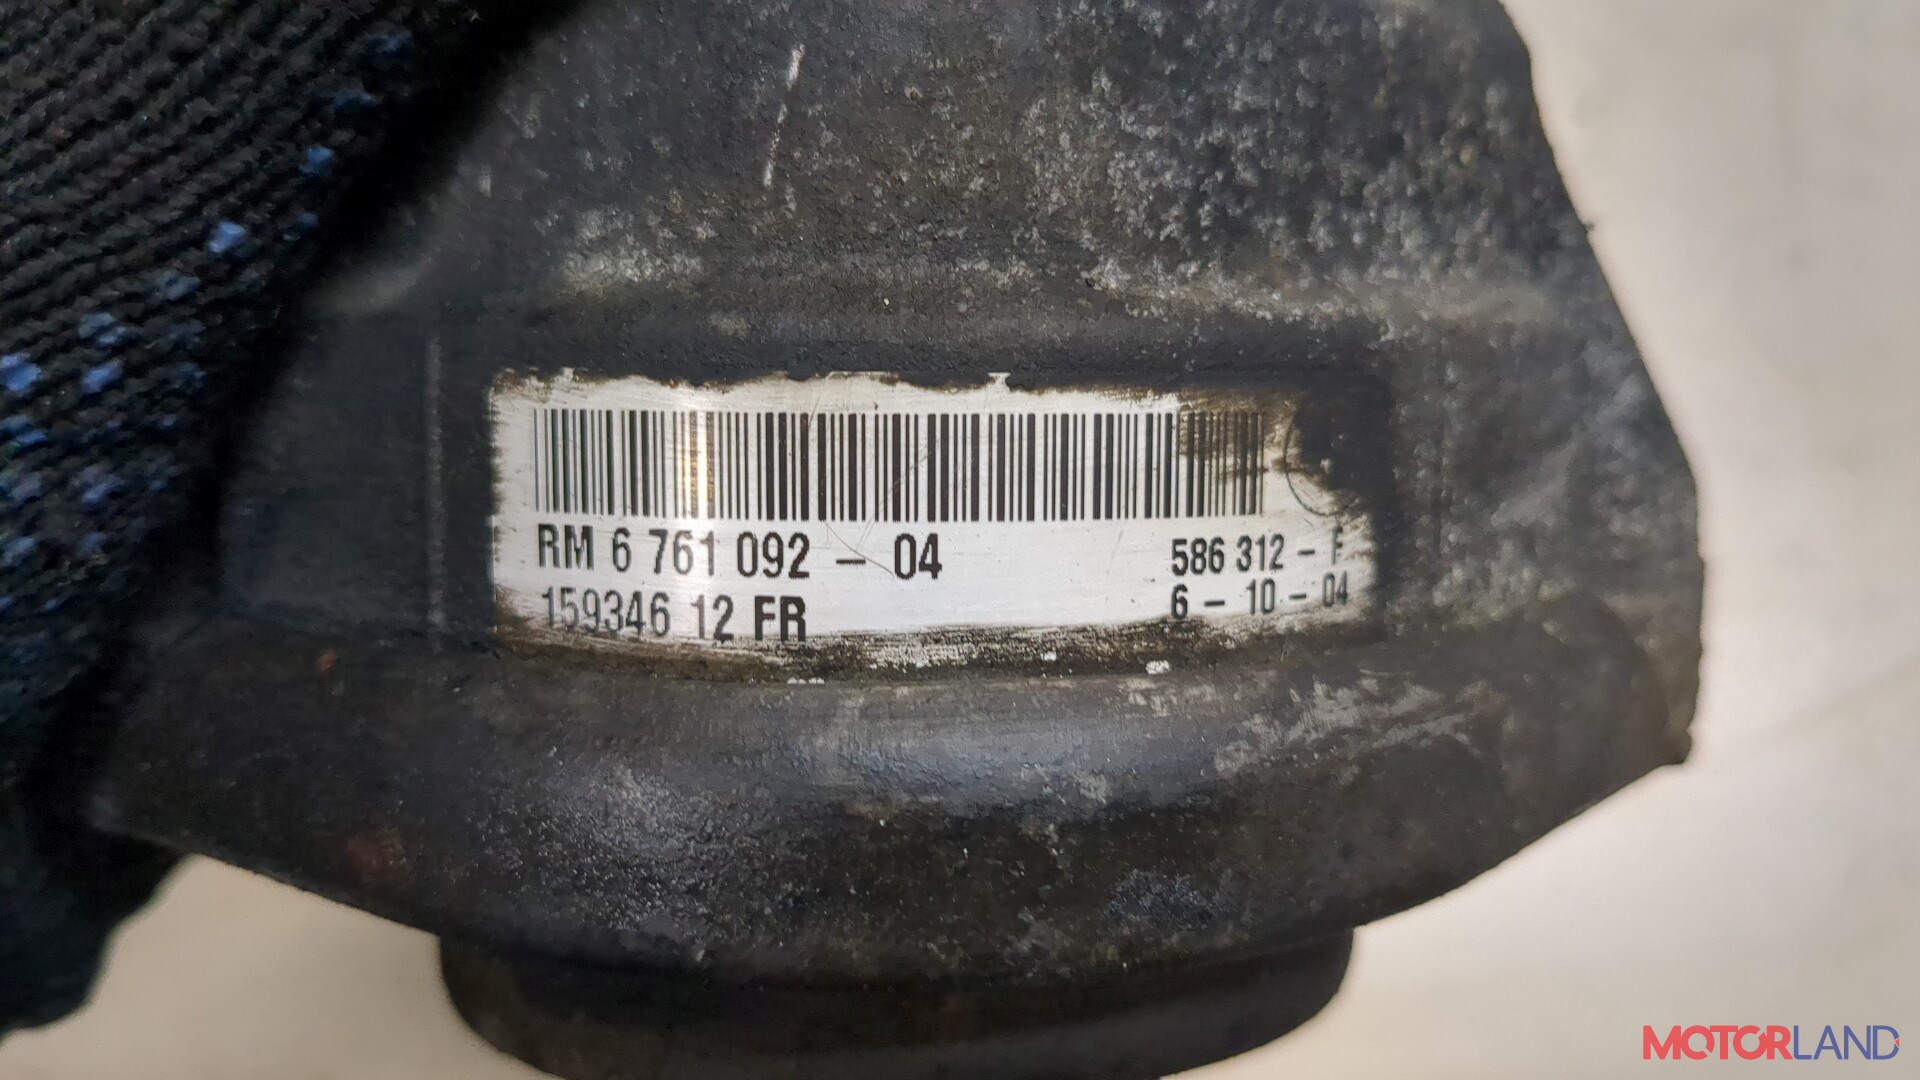 RM 6 761 092 - 04
586 312 - F
159346 12 FR
6 - 10 - 04
MOTORLAND